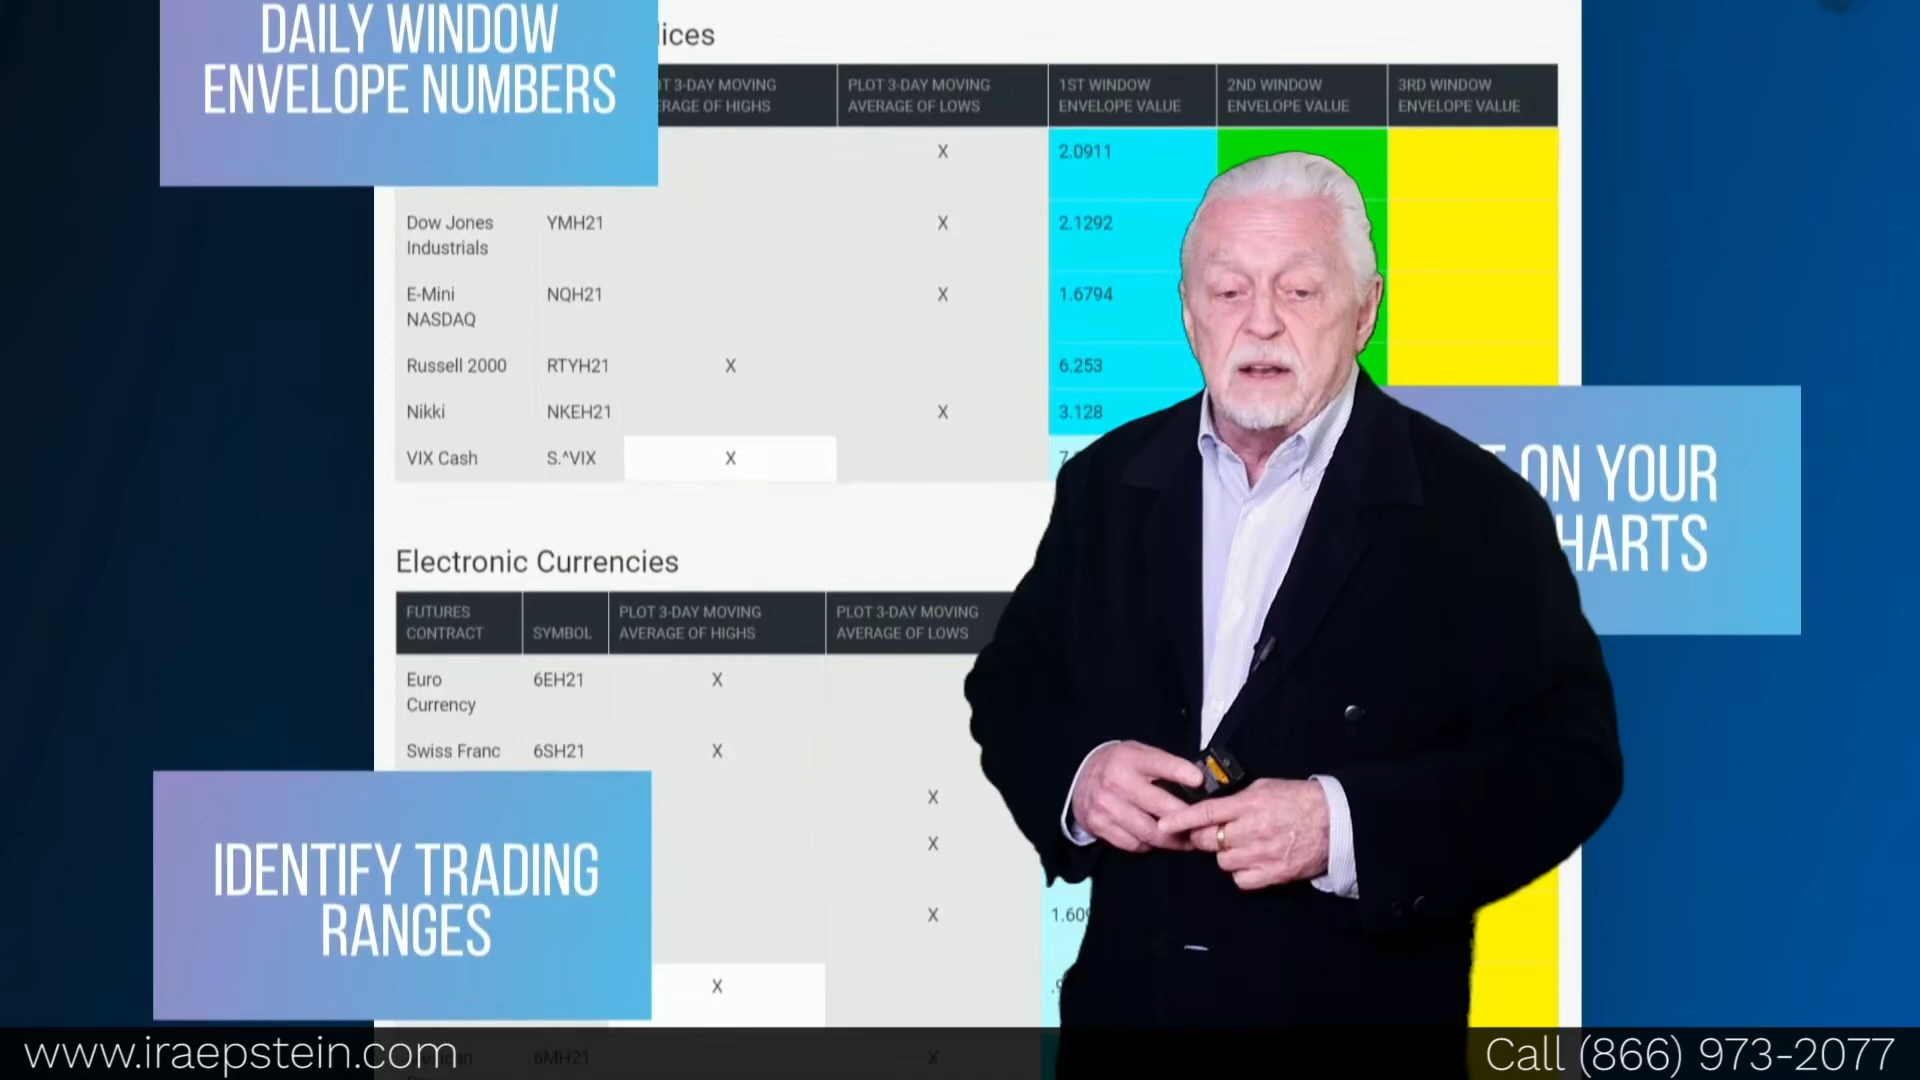 DAILY WINDOW
ENVELOPE NUMBERS
3-DAY MOVING
OF HIGHS
PLOT 3-DAY MOVING
AVERAGE OF LOWS
1ST WINDOW
ENVELOPE VALUE
2ND WINDOW
ENVELOPE VALUE
3RD WINDOW
ENVELOPE VALUE
X
2.0911
Dow Jones
Industrials
YMH21
X
2.1292
E-Mini
NASDAQ
NQH21
X
1.6794
Russell 2000
RTYH21
X
6.253
Nikki
NKEH21
X
3.128
VIX Cash
S.^VIX
X
ON YOUR
Electronic Currencies
FUTURES
CONTRACT
SYMBOL
PLOT 3-DAY MOVING
AVERAGE OF HIGHS
PLOT 3-DAY MOVING
AVERAGE OF LOWS
Euro
Currency
6EH21
X
Swiss Franc
6SH21
X
X
X
X
X
IDENTIFY TRADING
RANGES
6MH21
X
www.iraepstein.com
Call (866) 973-2077